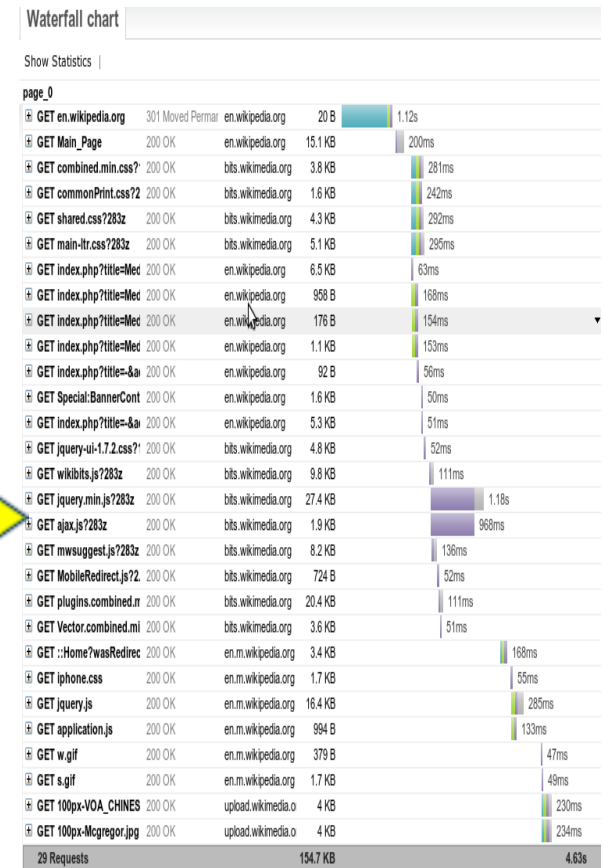 Waterfall chart
Show Statistics |
page_0
GET en.wikipedia.org 301 Moved Permar en.wikipedia.org 20 B 1.12s
GET Main_Page 200 OK en.wikipedia.org 15.1 KB 200ms
GET combined.min.css? 200 OK bits.wikimedia.org 3.8 KB 281ms
GET commonPrint.css?2 200 OK bits.wikimedia.org 1.6 KB 242ms
GET shared.css?283z 200 OK bits.wikimedia.org 4.3 KB 292ms
GET main-ltr.css?283z 200 OK bits.wikimedia.org 5.1 KB 295ms
GET index.php?title=Med 200 OK en.wikipedia.org 6.5 KB 63ms
GET index.php?title=Med 200 OK en.wikipedia.org 958 B 168ms
GET index.php?title=Med 200 OK en.wikipedia.org 176 B 154ms
GET index.php?title=Med 200 OK en.wikipedia.org 1.1 KB 153ms
GET index.php?title=-&a 200 OK en.wikipedia.org 92 B 56ms
GET Special:BannerCont 200 OK en.wikipedia.org 1.6 KB 50ms
GET index.php?title=-&a 200 OK en.wikipedia.org 5.3 KB 51ms
GET jquery-ui-1.7.2.css? 200 OK bits.wikimedia.org 4.8 KB 52ms
GET wikibits.js?283z 200 OK bits.wikimedia.org 9.8 KB 111ms
GET jquery.min.js?283z 200 OK bits.wikimedia.org 27.4 KB 1.18s
GET ajax.js?283z 200 OK bits.wikimedia.org 1.9 KB 968ms
GET mwsuggest.js?283z 200 OK bits.wikimedia.org 8.2 KB 136ms
GET MobileRedirect.js?2. 200 OK bits.wikimedia.org 724 B 52ms
GET plugins.combined.m 200 OK bits.wikimedia.org 20.4 KB 111ms
GET Vector.combined.mi 200 OK bits.wikimedia.org 3.6 KB 51ms
GET ::Home?wasRedirec 200 OK en.m.wikipedia.org 3.4 KB 168ms
GET iphone.css 200 OK en.m.wikipedia.org 1.7 KB 55ms
GET jquery.js 200 OK en.m.wikipedia.org 16.4 KB 285ms
GET application.js 200 OK en.m.wikipedia.org 994 B 133ms
GET w.gif 200 OK en.m.wikipedia.org 379 B 47ms
GET s.gif 200 OK en.m.wikipedia.org 1.7 KB 49ms
GET 100px-VOA_CHINES 200 OK upload.wikimedia.o 4 KB 230ms
GET 100px-Mcgregor.jpg 200 OK upload.wikimedia.o 4 KB 234ms
29 Requests 154.7 KB 4.63s